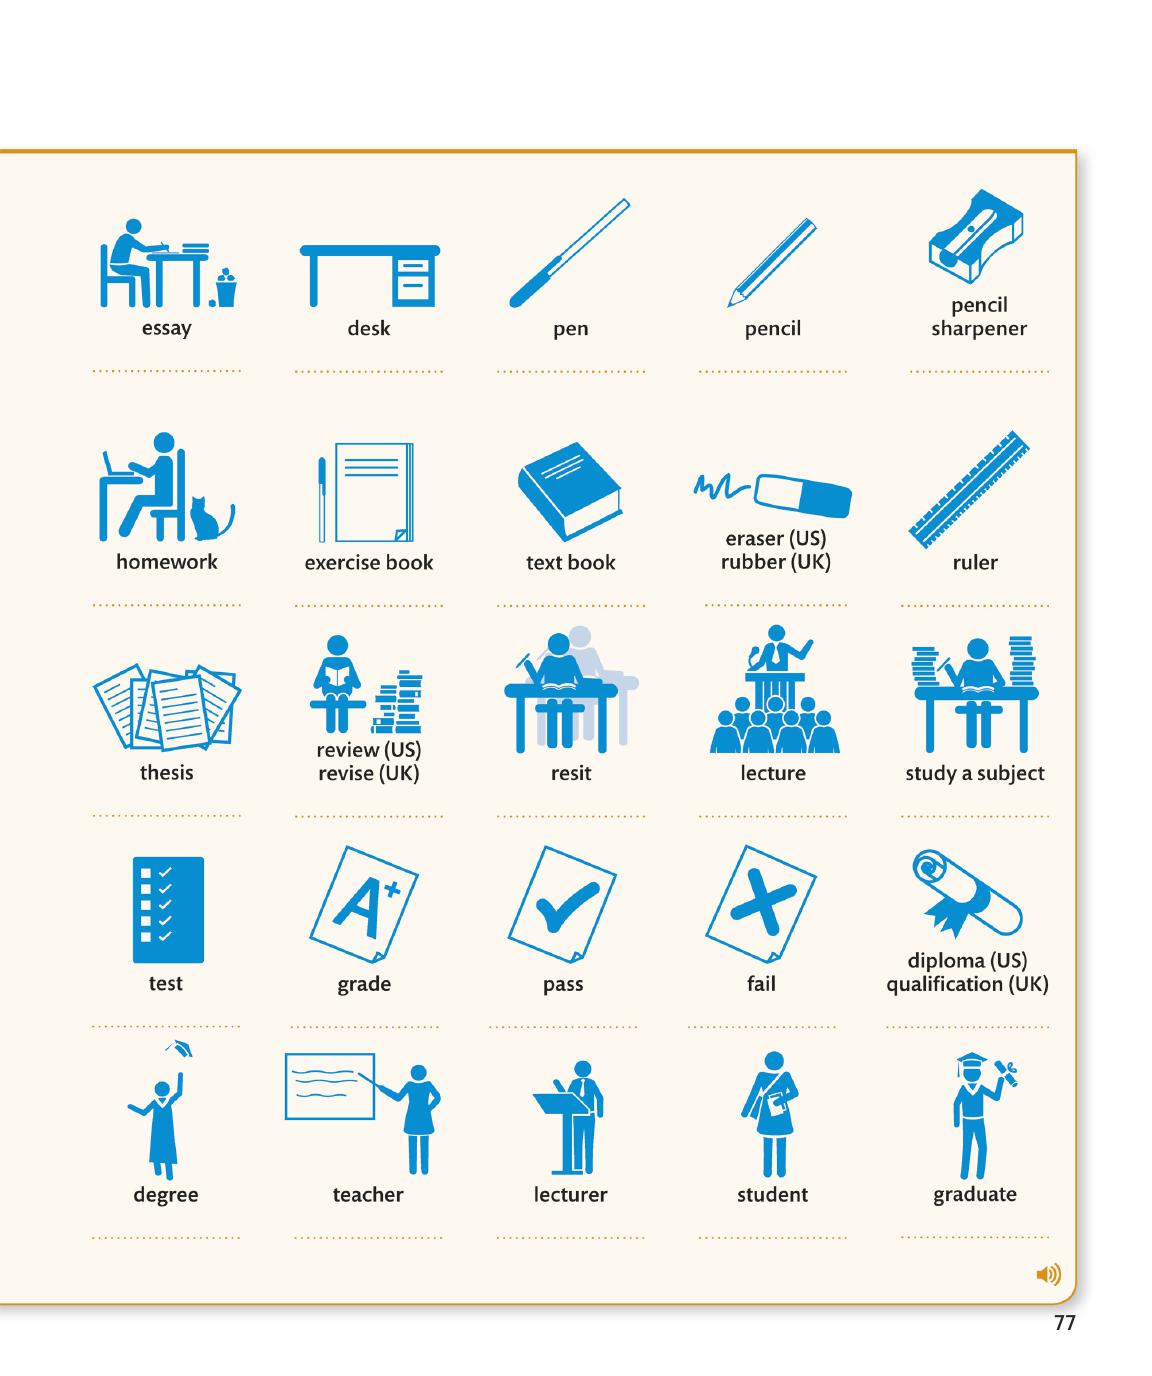 essay
desk
pen
pencil
pencil
sharpener
homework
exercise book
text book
eraser (US)
rubber (UK)
ruler
thesis
review (US)
revise (UK)
resit
lecture
study a subject
A+
test
grade
pass
fail
diploma (US)
qualification (UK)
degree
teacher
lecturer
student
graduate
77